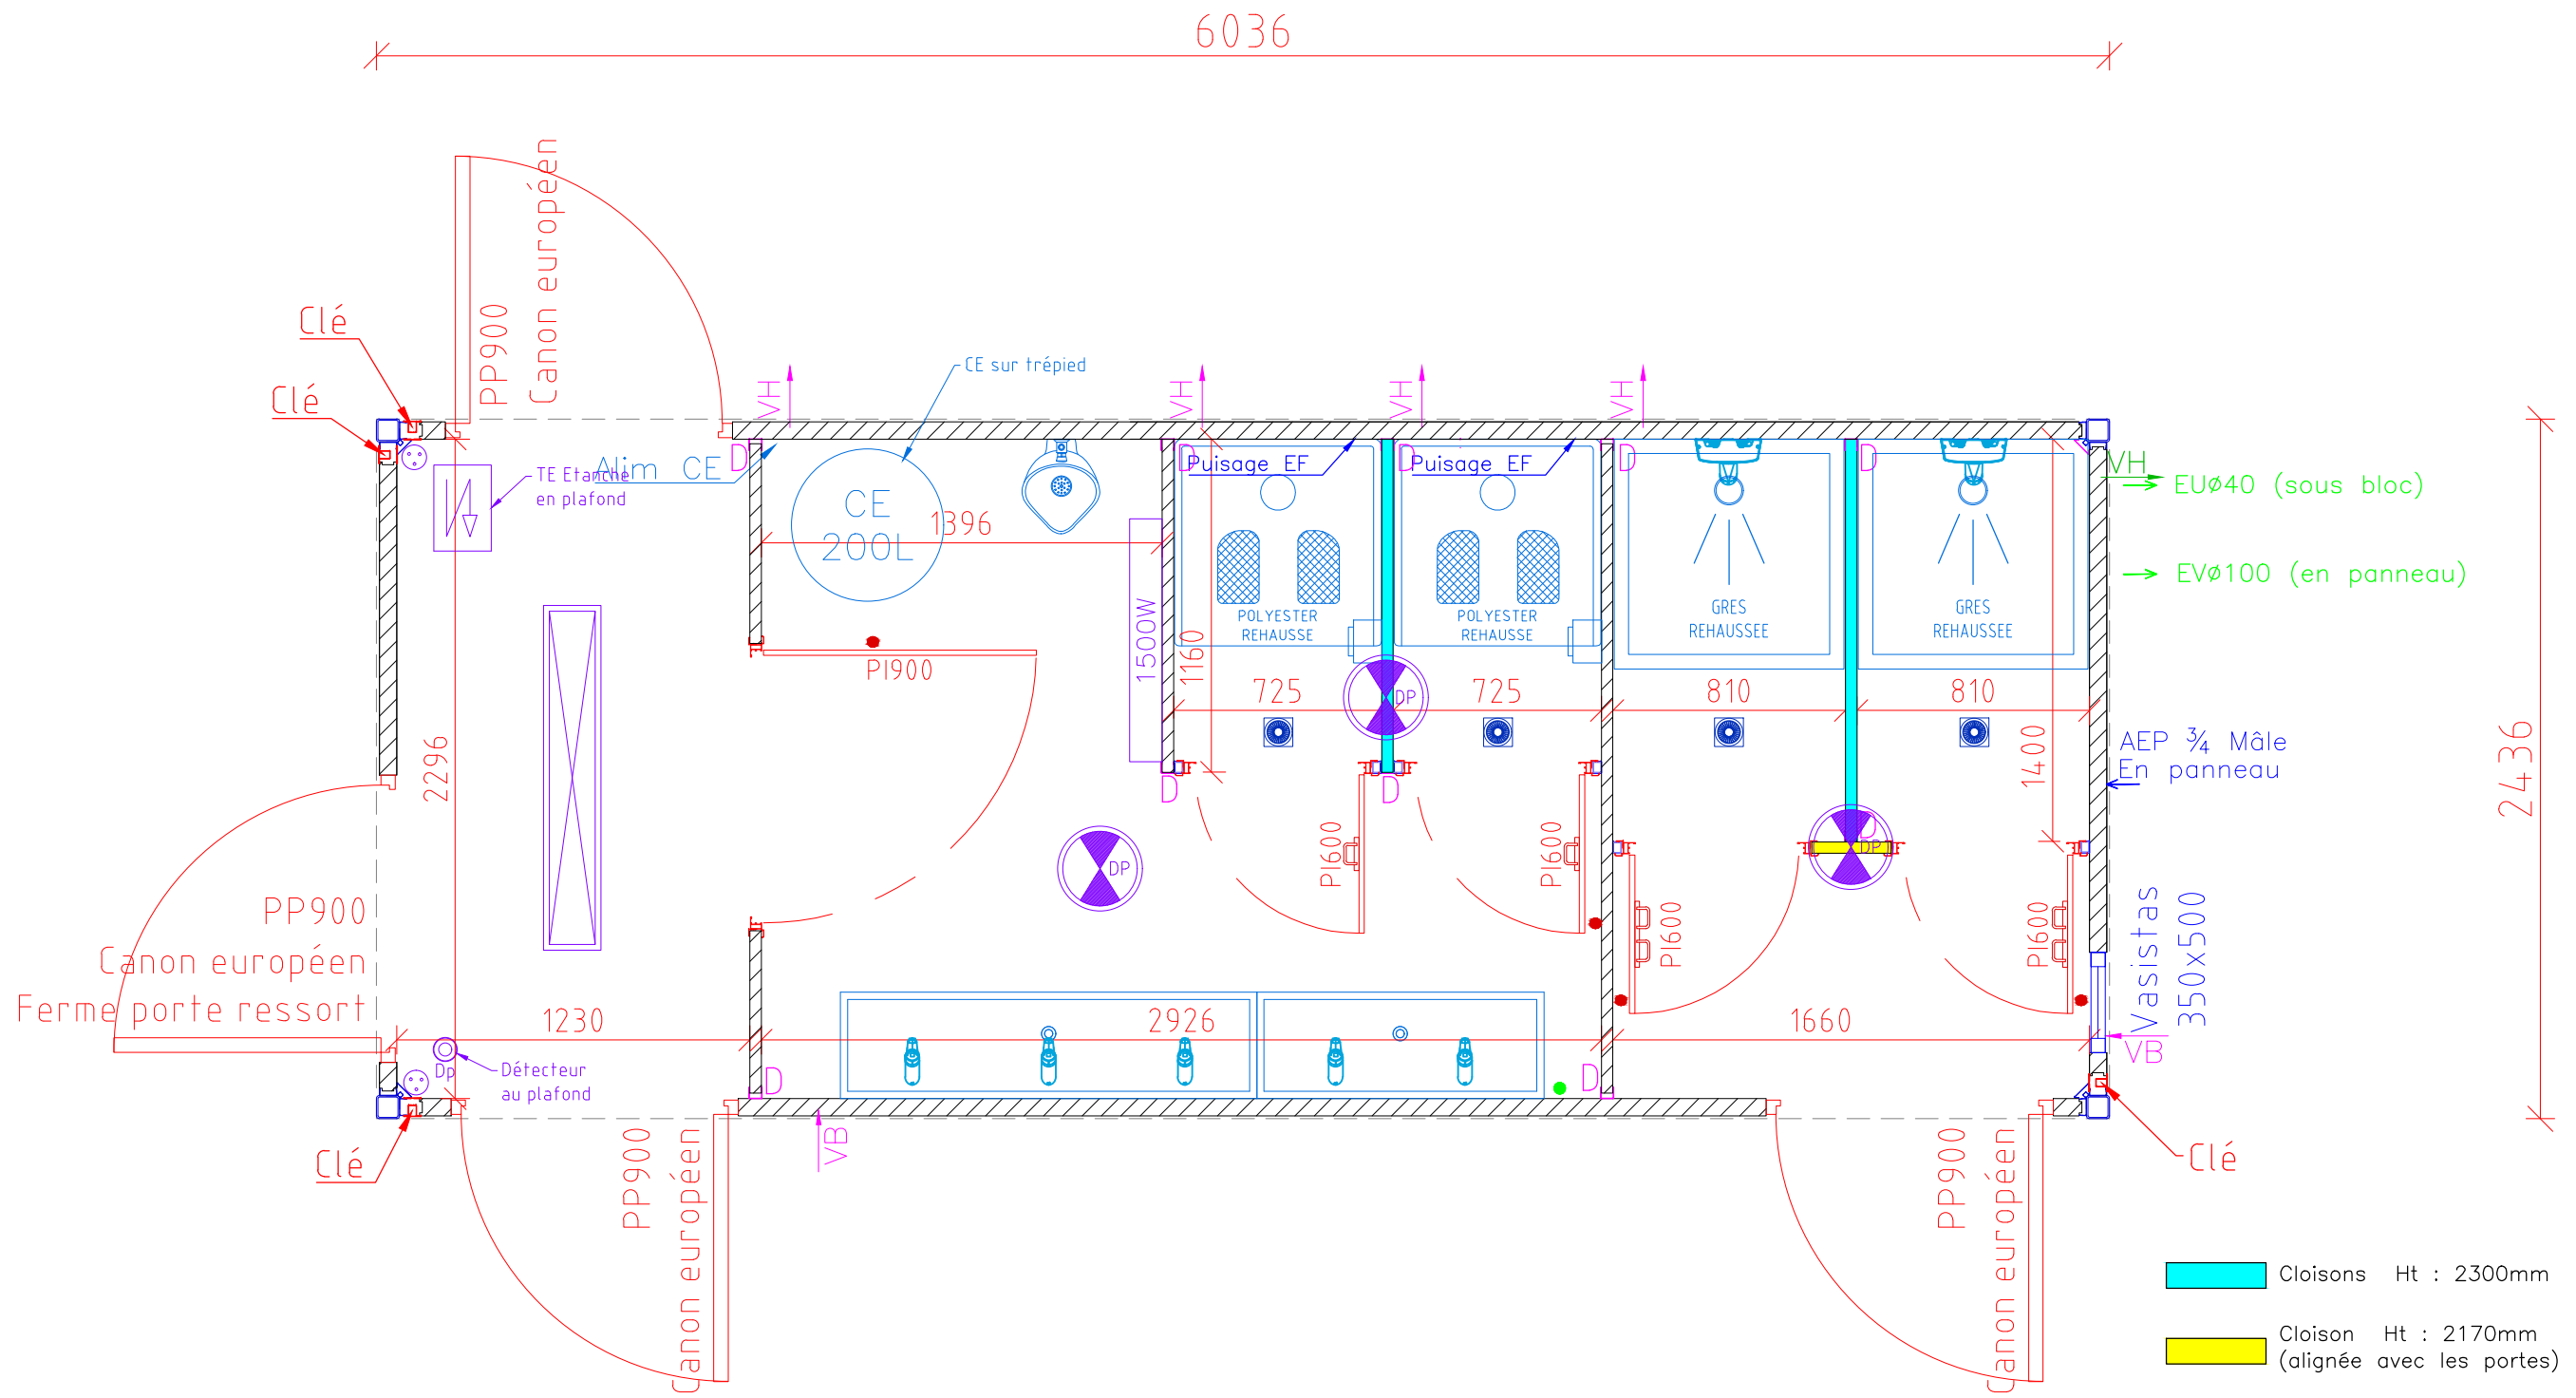 6036
Canon européen
PP900
Clé
Clé
CE sur trépied
VH
VH
VH
VH
Alim CE
D
TE Etanche
en plafond
CE
200L
1396
D
Puisage EF
D
Puisage EF
D
D
VH
EUø40 (sous bloc)
EVø100 (en panneau)
POLYESTER
REHAUSSE
POLYESTER
REHAUSSE
GRES
REHAUSSEE
GRES
REHAUSSEE
1500W
1160
PI900
725
DP
725
810
810
2296
1400
2436
AEP ¾ Mâle
En panneau
D
D
D
DP
DP
PI600
PI600
PI600
PI600
Vasistas
350x500
PP900
Canon européen
Ferme porte ressort
1230
2926
1660
VB
Dp
Détecteur
au plafond
D
D
VB
Clé
PP900
Canon européen
PP900
Canon européen
Clé
Cloisons Ht : 2300mm
Cloison Ht : 2170mm
(alignée avec les portes)